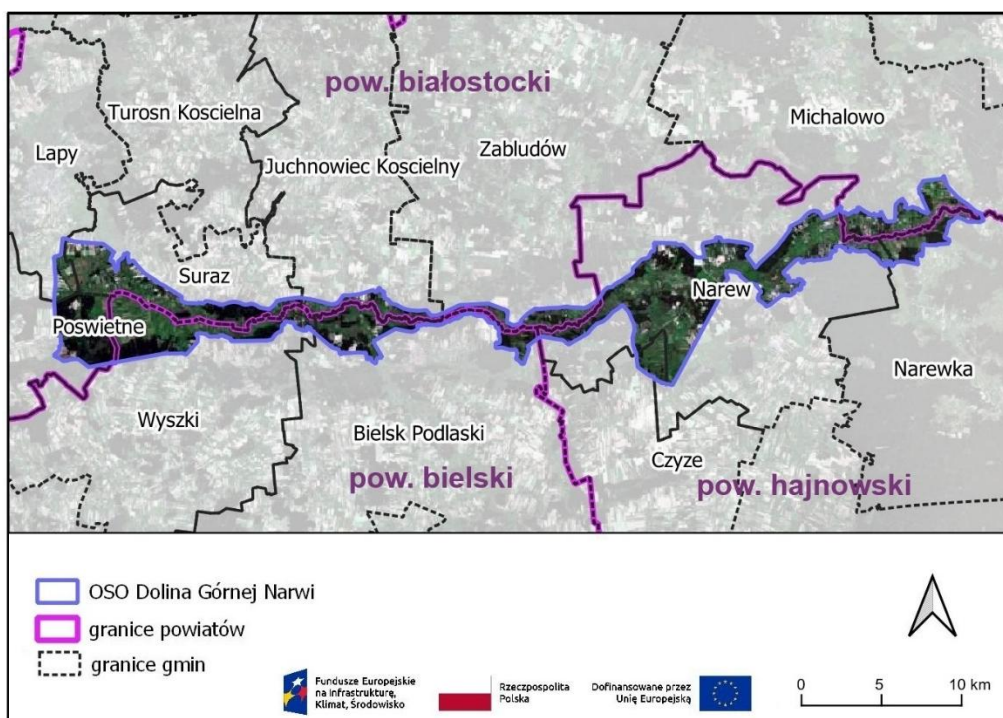 pow. białostocki
Turosn Koscielna
Michalowo
Lapy
Juchnowiec Koscielny
Zabludów
Suraz
Narew
Poswietne
Narewka
Wyszki
Bielsk Podlaski
Czyze
pow. bielski
pow. hajnowski
OSO Dolina Górnej Narwi
granice powiatów
granice gmin
Fundusze Europejskie
na Infrastrukturę,
Klimat, Środowisko
Rzeczpospolita
Polska
Dofinansowane przez
Unię Europejską
0 5 10 km